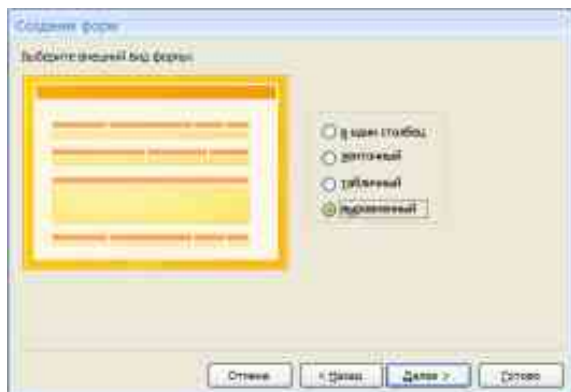 Создание форм
Выберите внешний вид формы:
в один столбец
ленточный
табличный
выровненный
Отмена
< Назад
Далее >
Готово